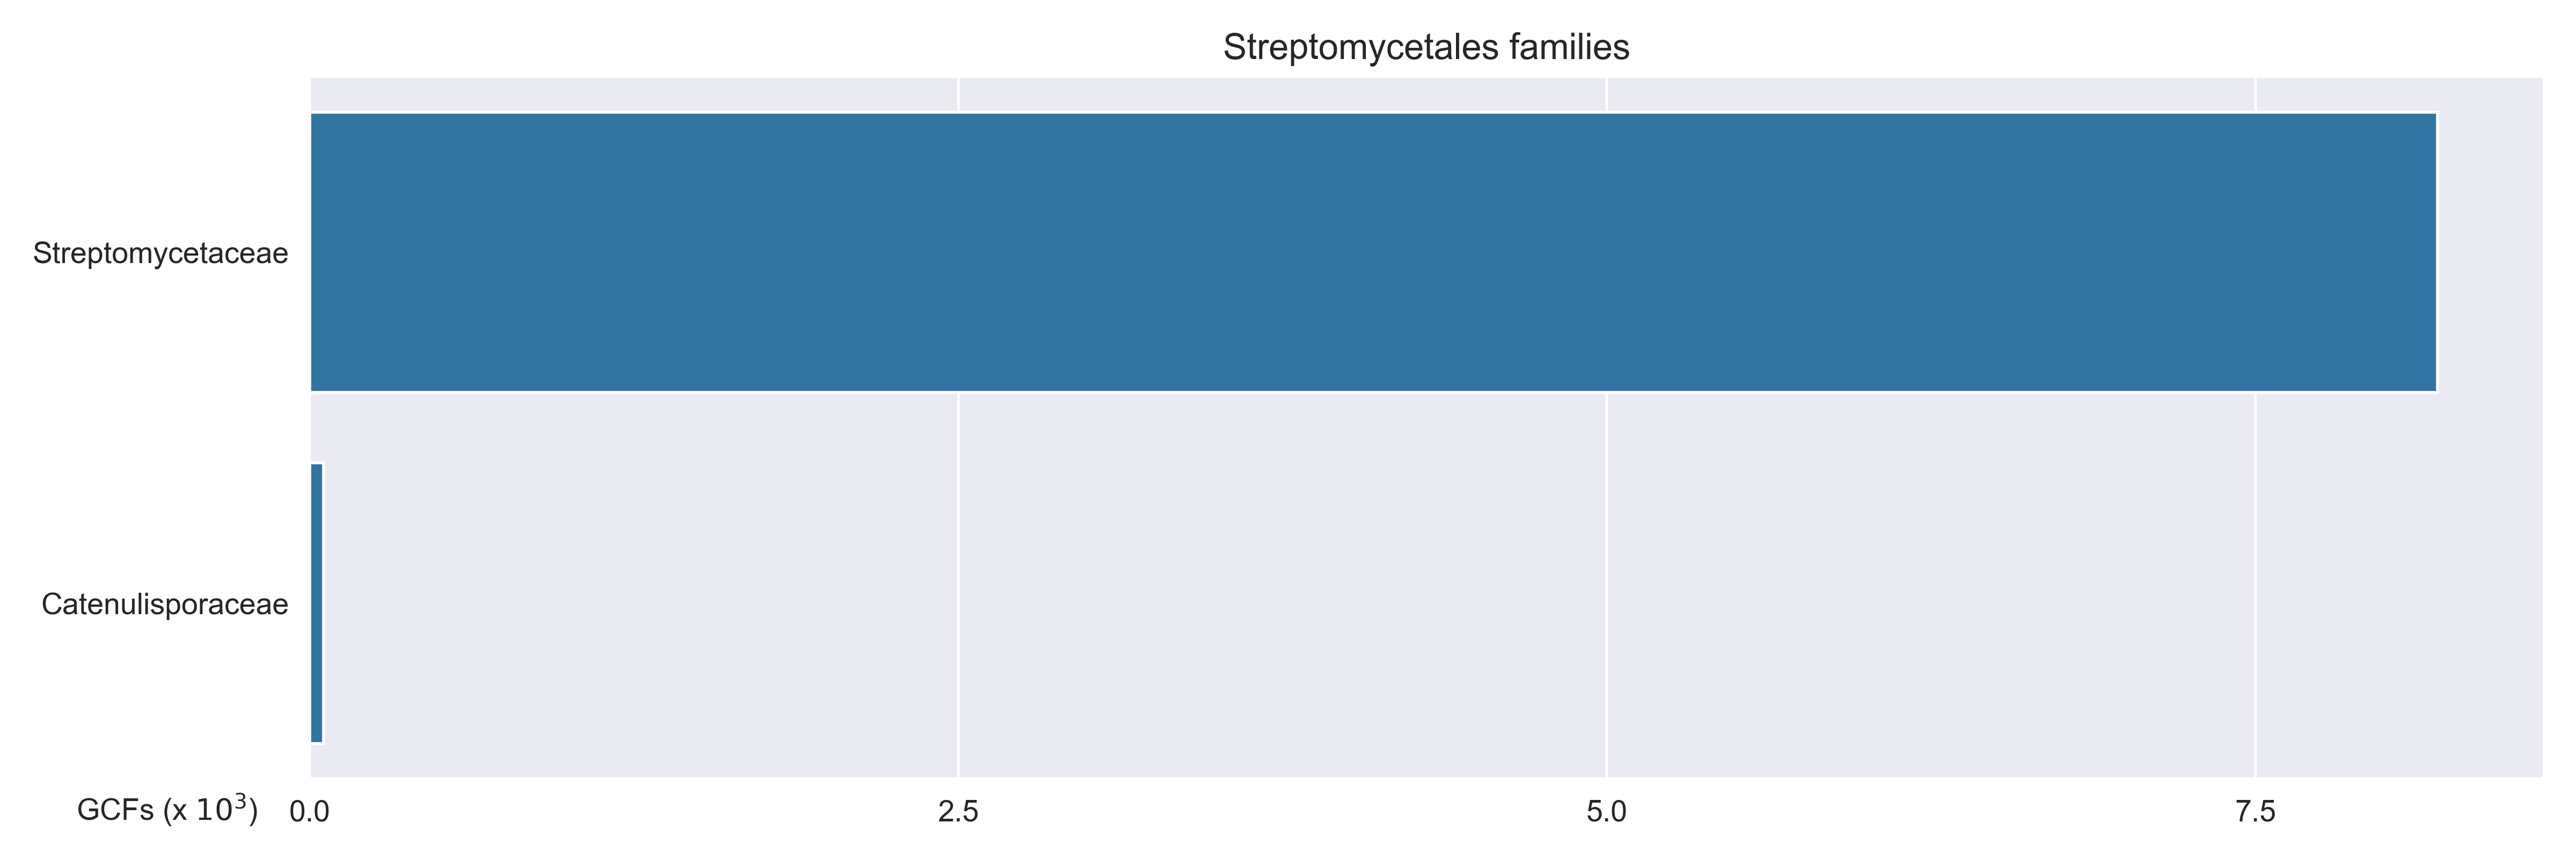 Streptomycetales families
Streptomycetaceae
Catenulisporaceae
GCFs (x 10³) 0.0 2.5 5.0 7.5